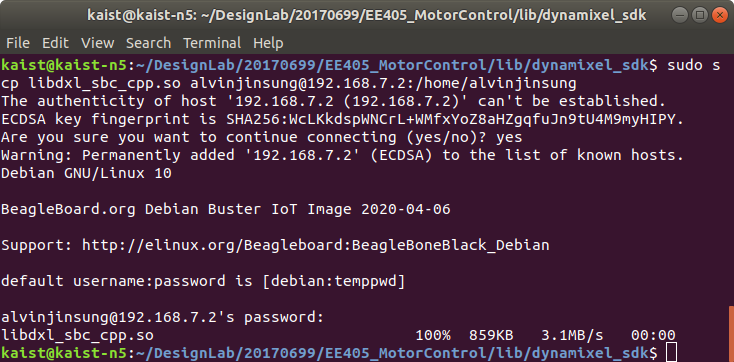 kaist@kaist-n5: ~/DesignLab/20170699/EE405_MotorControl/lib/dynamixel_sdk
File Edit View Search Terminal Help
kaist@kaist-n5:~/DesignLab/20170699/EE405_MotorControl/lib/dynamixel_sdk$ sudo s
cp libdxl_sbc_cpp.so alvinjinsung@192.168.7.2:/home/alvinjinsung
The authenticity of host '192.168.7.2 (192.168.7.2)' can't be established.
ECDSA key fingerprint is SHA256:WcLKkdspWNCrL+WMfxYoZ8aHZgqfuJn9tU4M9myHIPY.
Are you sure you want to continue connecting (yes/no)? yes
Warning: Permanently added '192.168.7.2' (ECDSA) to the list of known hosts.
Debian GNU/Linux 10
BeagleBoard.org Debian Buster IoT Image 2020-04-06
Support: http://elinux.org/Beagleboard:BeagleBoneBlack_Debian
default username:password is [debian:temppwd]
alvinjinsung@192.168.7.2's password:
libdxl_sbc_cpp.so 100% 859KB 3.1MB/s 00:00
kaist@kaist-n5:~/DesignLab/20170699/EE405_MotorControl/lib/dynamixel_sdk$